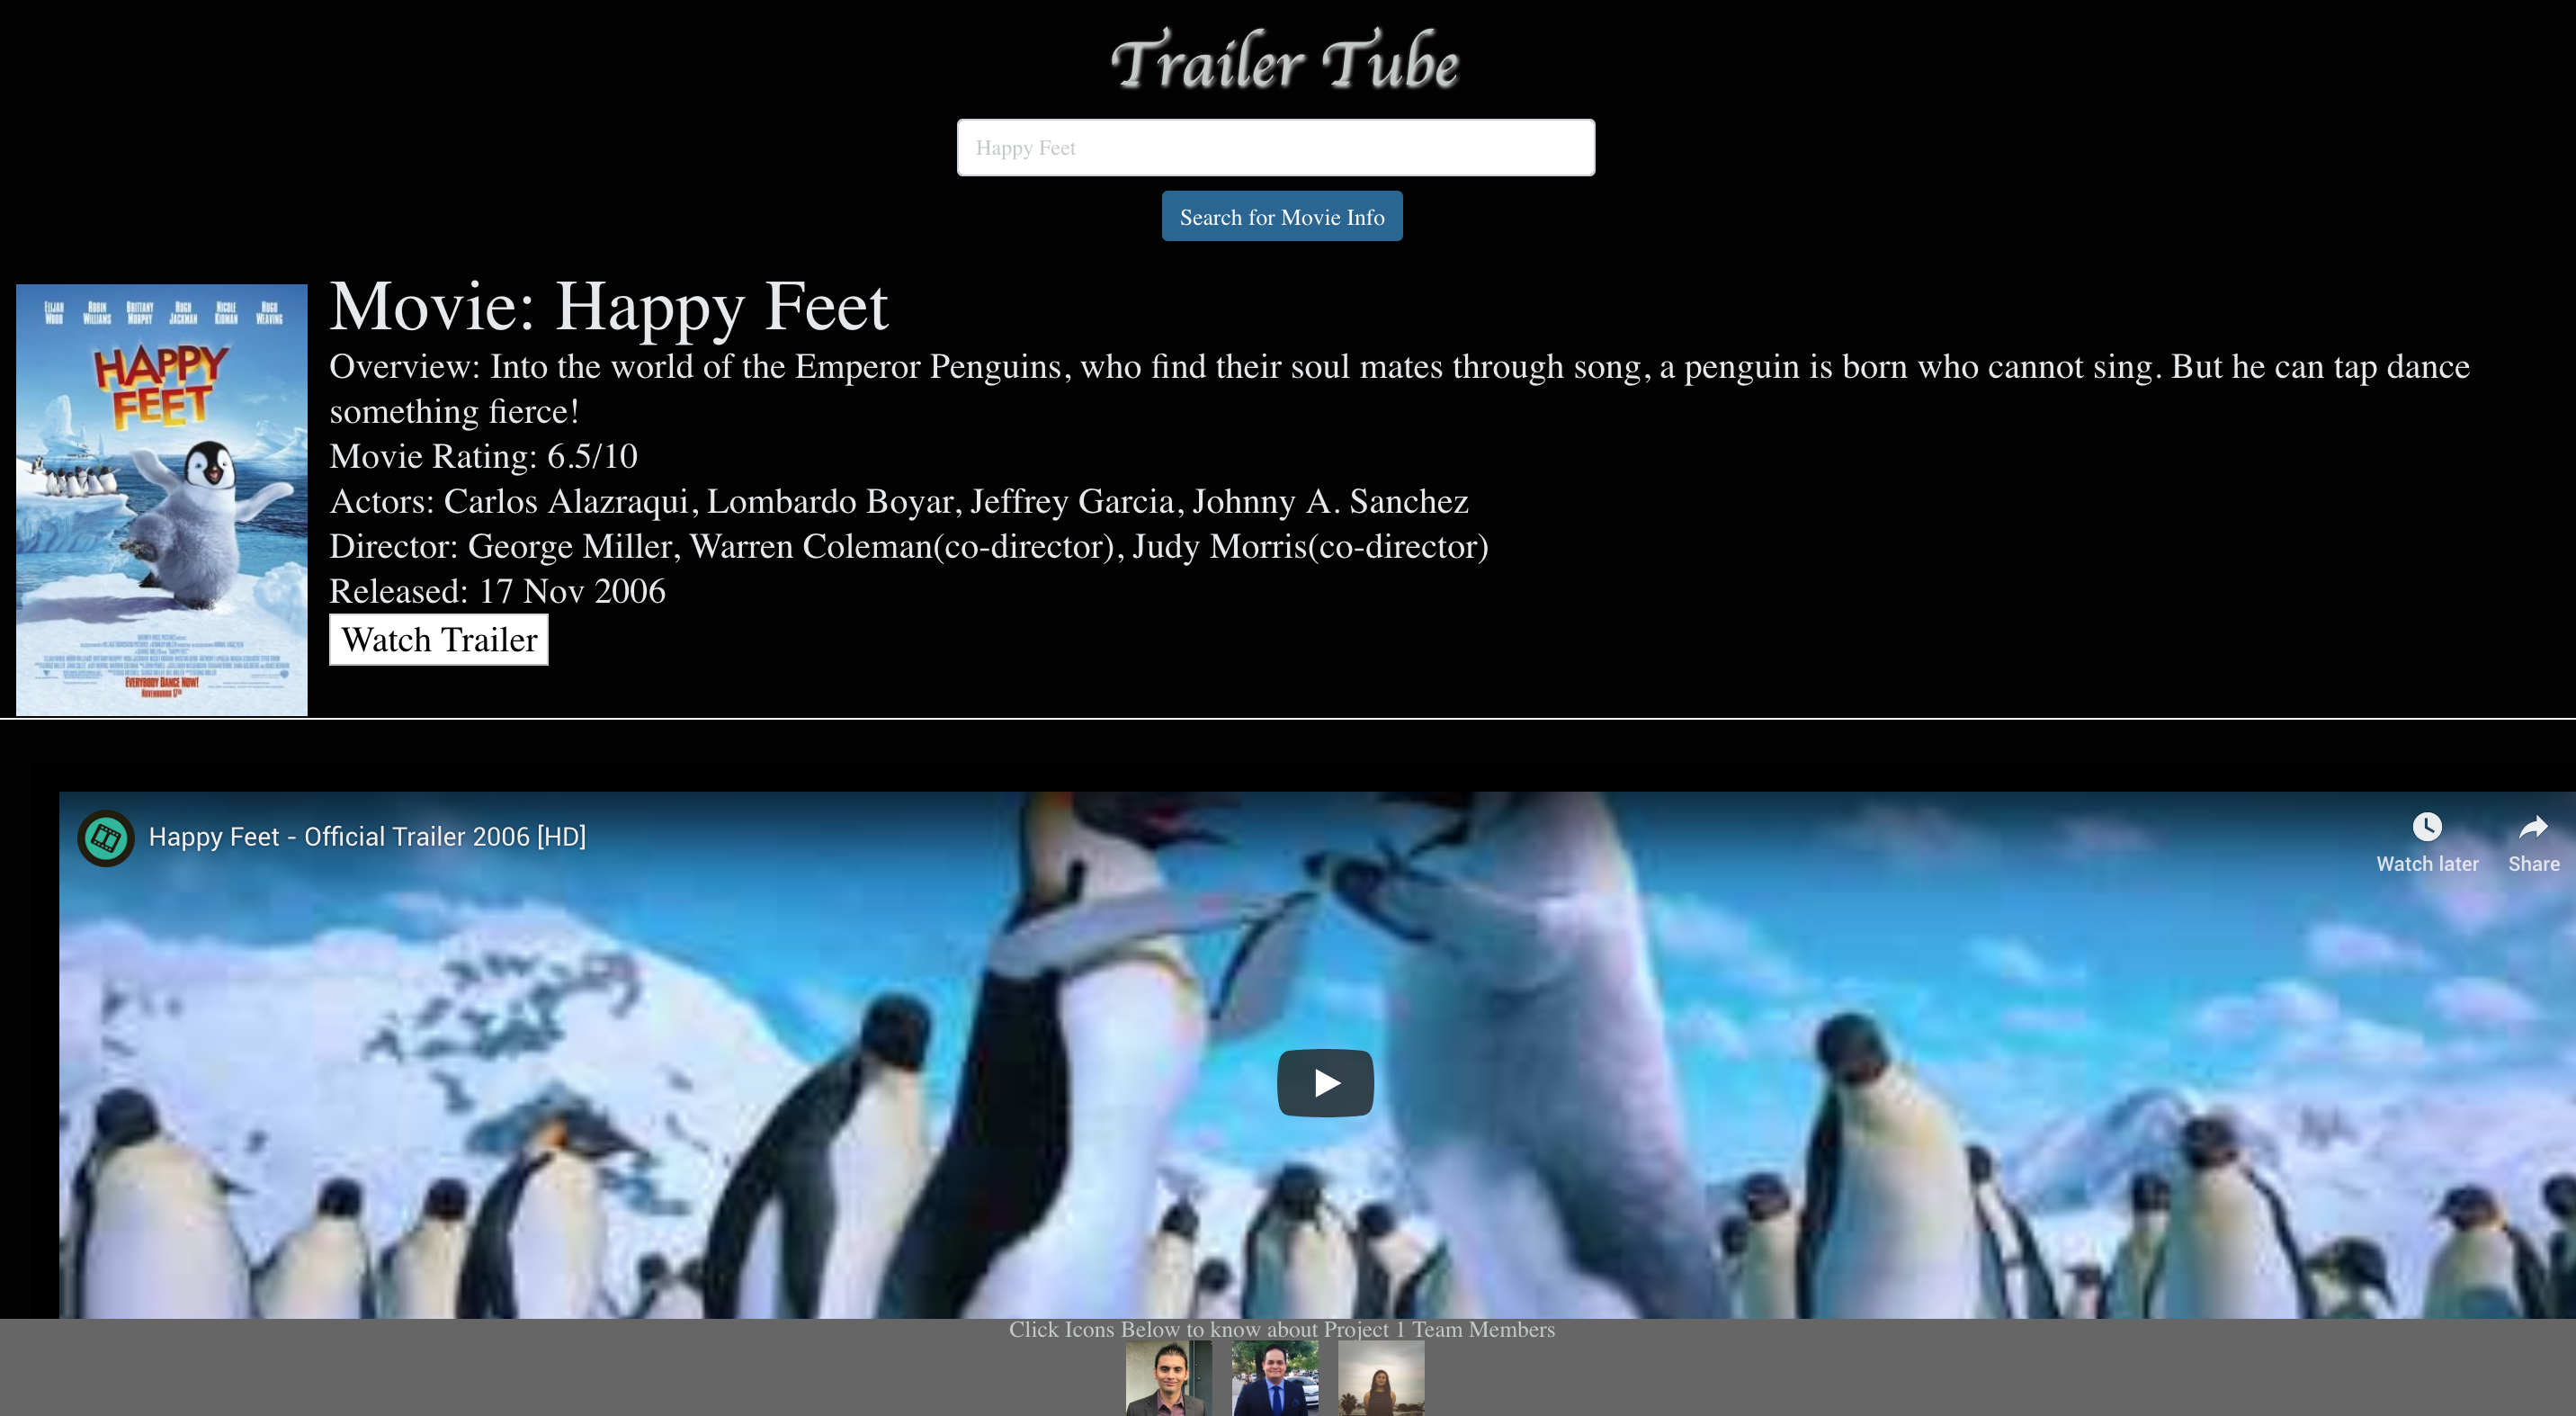 Trailer Tube
Happy Feet
Search for Movie Info
ELIJAH WOOD ROBIN WILLIAMS BRITTANY MURPHY HUGH JACKMAN NICOLE KIDMAN HUGO WEAVING
HAPPY
FEET
EVERYBODY DANCE NOW!
NOVEMBER 17TH
Movie: Happy Feet
Overview: Into the world of the Emperor Penguins, who find their soul mates through song, a penguin is born who cannot sing. But he can tap dance
something fierce!
Movie Rating: 6.5/10
Actors: Carlos Alazraqui, Lombardo Boyar, Jeffrey Garcia, Johnny A. Sanchez
Director: George Miller, Warren Coleman(co-director), Judy Morris(co-director)
Released: 17 Nov 2006
Watch Trailer
Happy Feet - Official Trailer 2006 [HD]
Watch later
Share
Click Icons Below to know about Project 1 Team Members